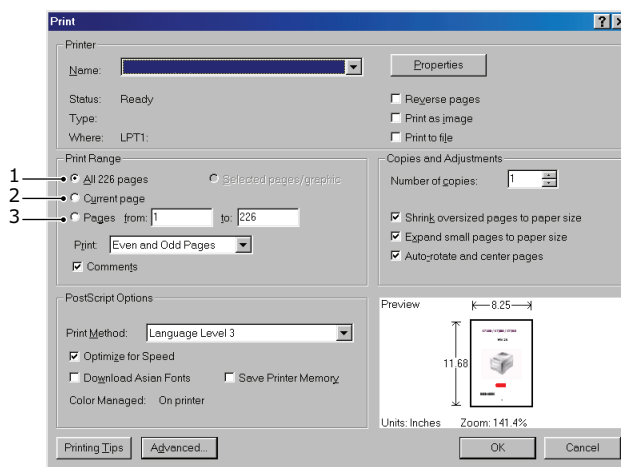 Print
Printer
Name:
Properties
Status: Ready
Reverse pages
Type:
Print as image
Where: LPT1:
Print to file
Print Range
Copies and Adjustments
1
All 226 pages
Selected pages/graphic
Number of copies: 1
2
Current page
3
Pages from: 1 to: 226
Shrink oversized pages to paper size
Print: Even and Odd Pages
Expand small pages to paper size
Comments
Auto-rotate and center pages
PostScript Options
Preview
8.25
Print Method: Language Level 3
Optimize for Speed
11.68
Download Asian Fonts
Save Printer Memory
Color Managed: On printer
Units: Inches Zoom: 141.4%
Printing Tips
Advanced...
OK
Cancel